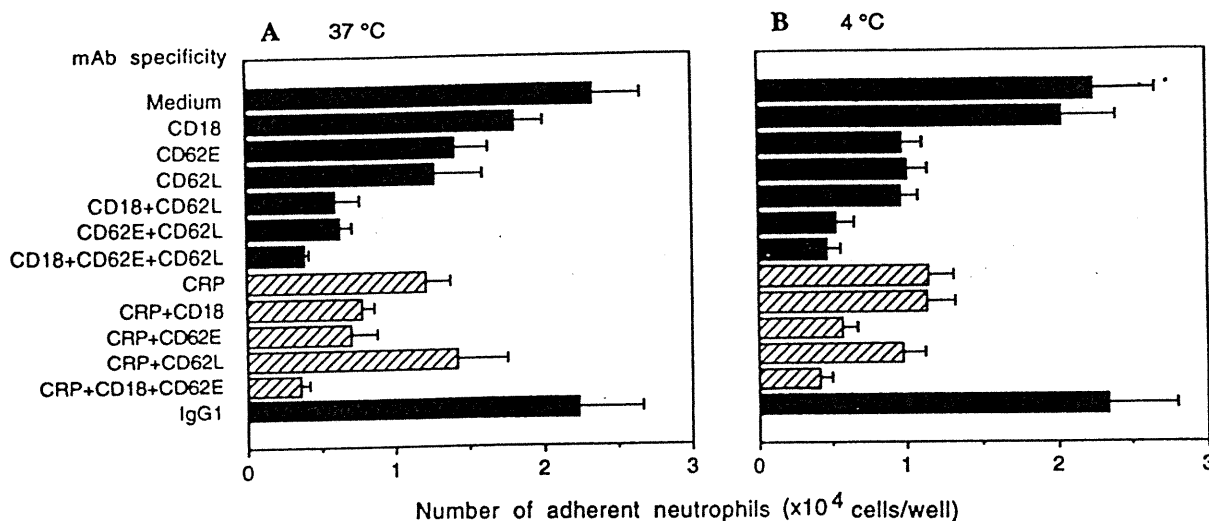 A 37 °C
B 4 °C
mAb specificity
Medium
CD18
CD62E
CD62L
CD18+CD62L
CD62E+CD62L
CD18+CD62E+CD62L
CRP
CRP+CD18
CRP+CD62E
CRP+CD62L
CRP+CD18+CD62E
IgG1
0 1 2 3
0 1 2 3
Number of adherent neutrophils (x10⁴ cells/well)